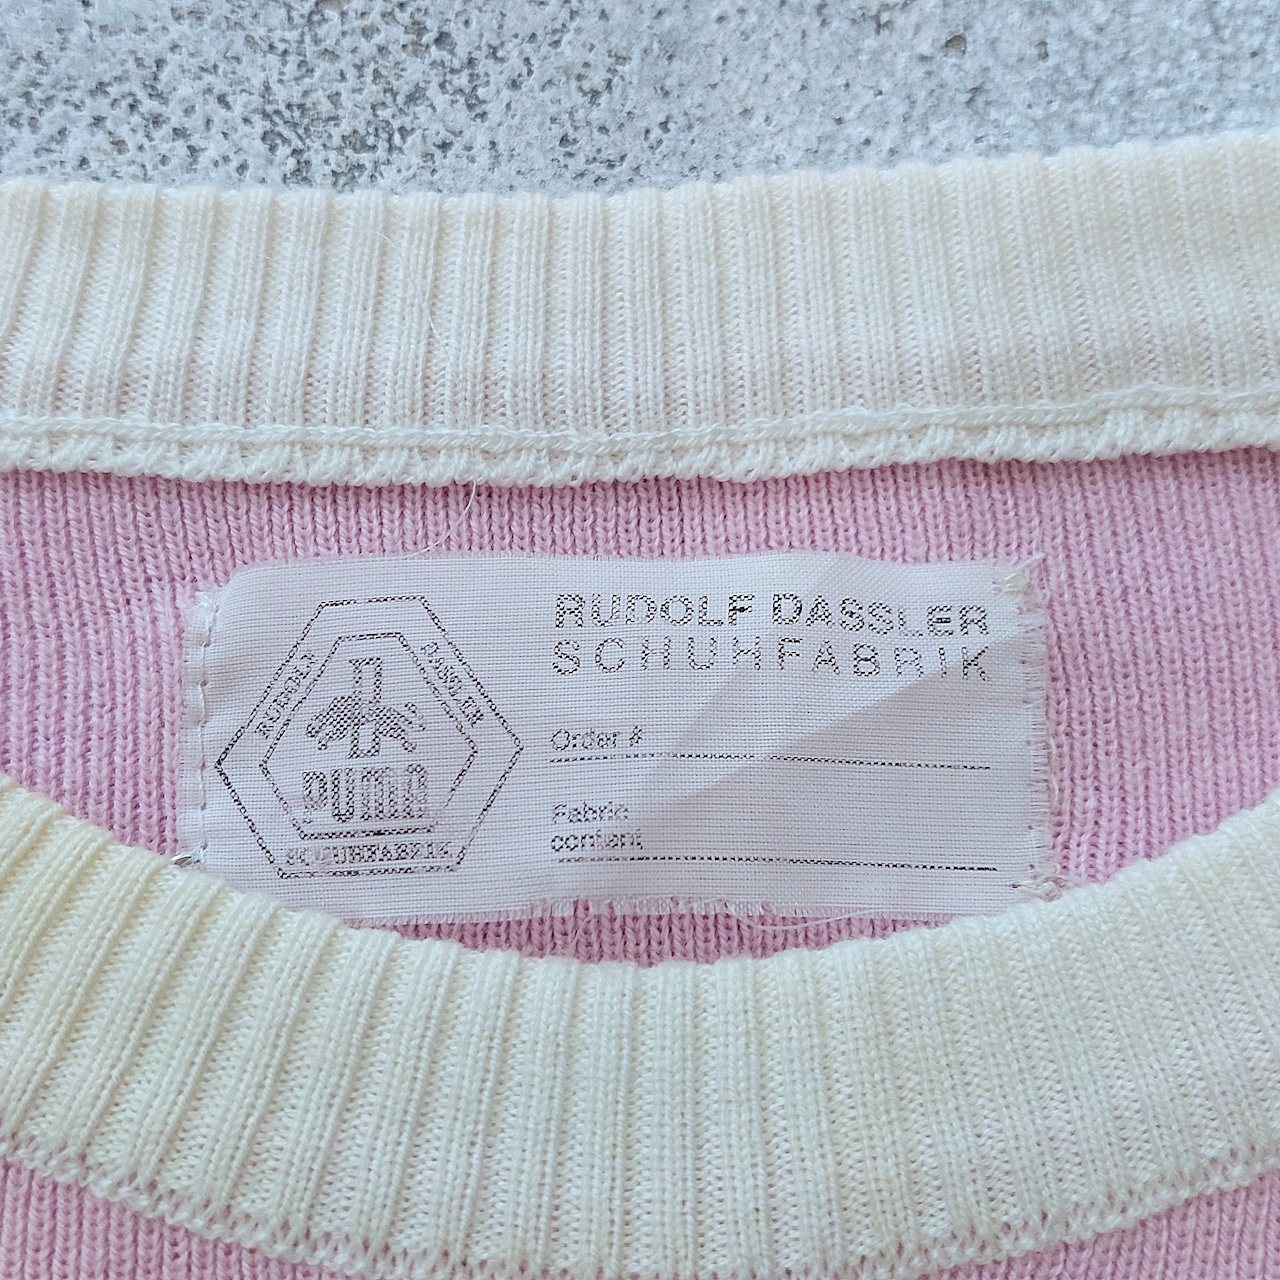 RUDOLF DASSLER
PUMA
SCHUHFABRIK
RUDOLF DASSLER
SCHUHFABRIK
Order #
Fabric
content